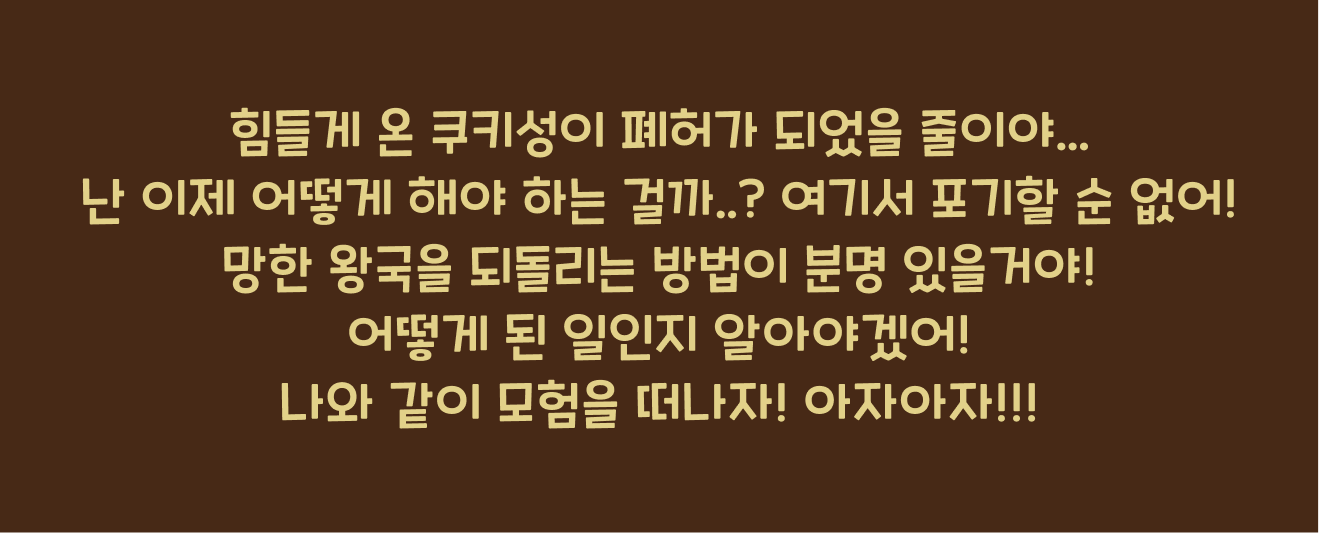 힘들게 온 쿠키성이 폐허가 되었을 줄이야...
난 이제 어떻게 해야 하는 걸까..? 여기서 포기할 순 없어!
망한 왕국을 되돌리는 방법이 분명 있을거야!
어떻게 된 일인지 알아야겠어!
나와 같이 모험을 떠나자! 아자아자!!!